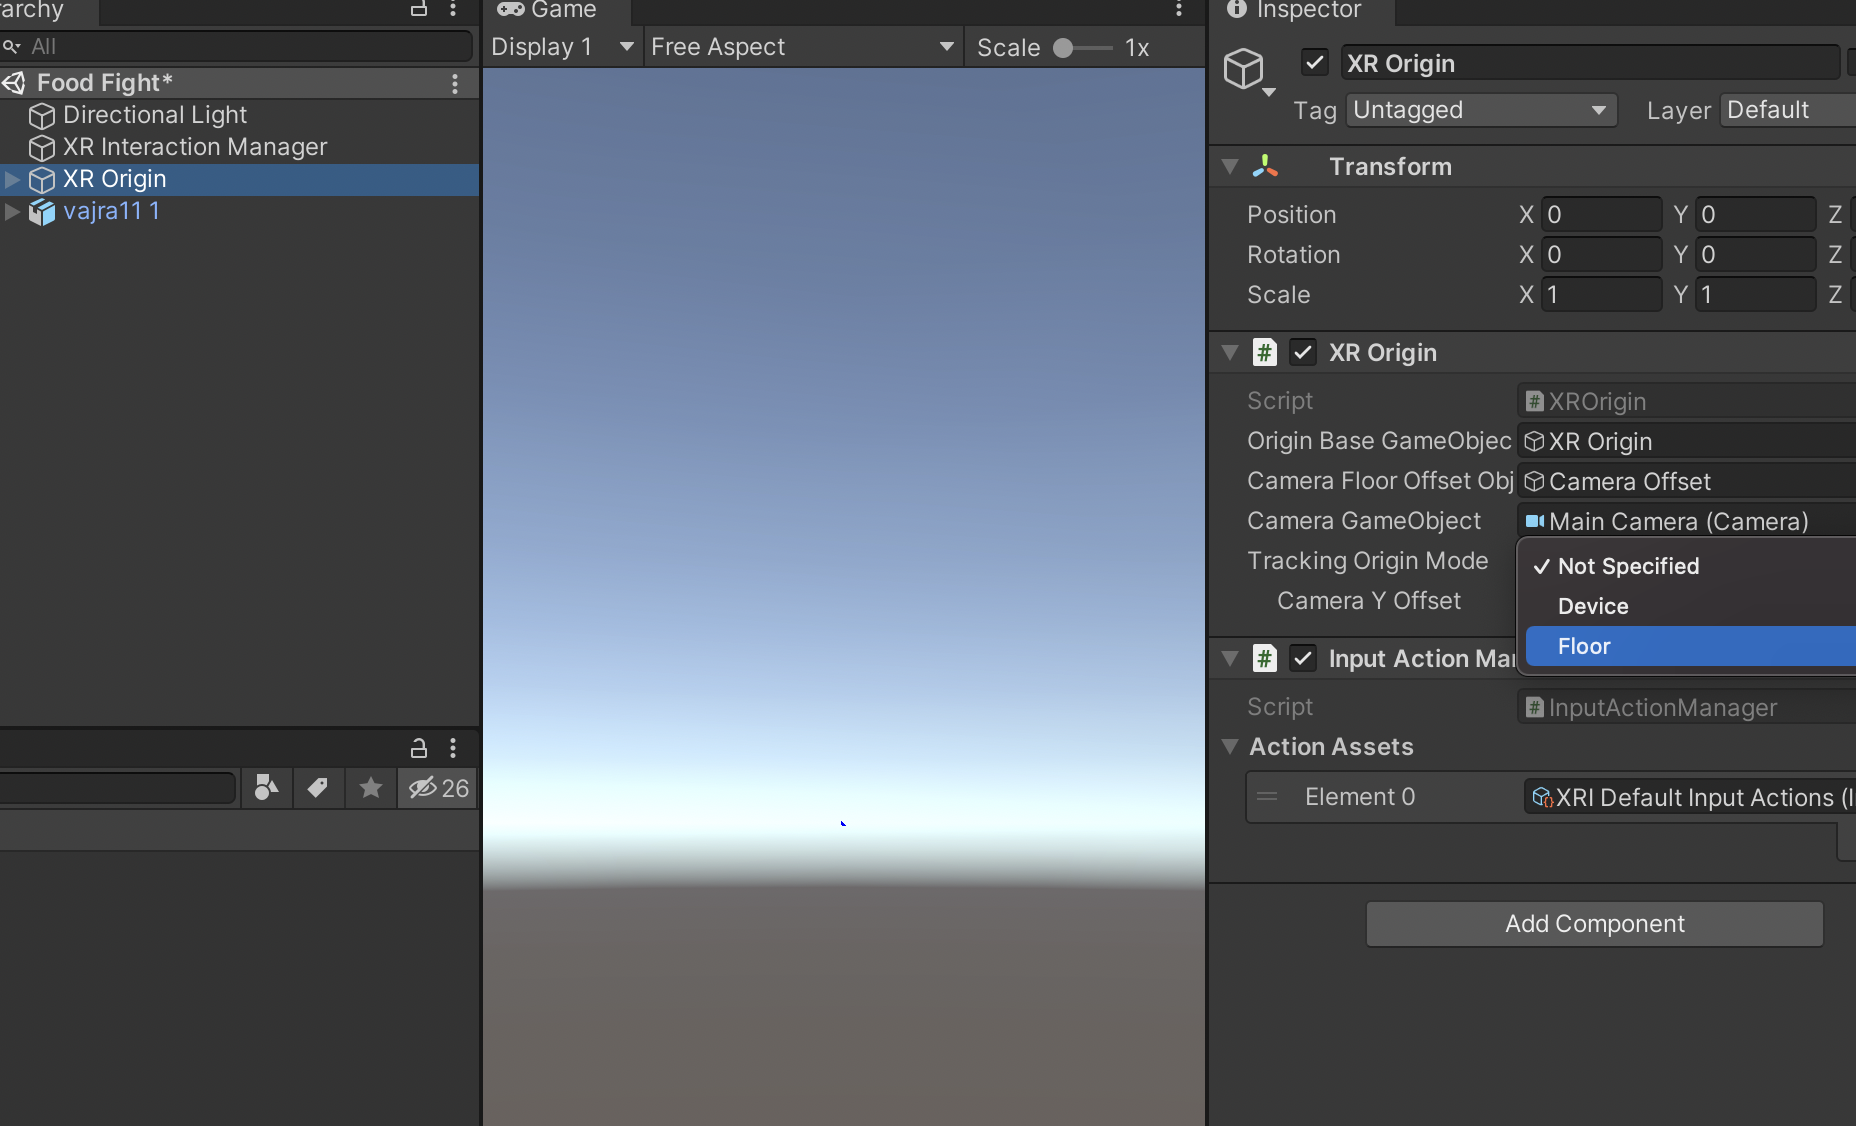 rarchy
All
Food Fight*
Directional Light
XR Interaction Manager
XR Origin
vajra11 1
26
Game
Display 1
Free Aspect
Scale
1x
Inspector
XR Origin
Tag
Untagged
Layer
Default
Transform
Position
X
0
Y
0
Z
Rotation
X
0
Y
0
Z
Scale
X
1
Y
1
Z
XR Origin
Script
XROrigin
Origin Base GameObjec
XR Origin
Camera Floor Offset Obj
Camera Offset
Camera GameObject
Main Camera (Camera)
Tracking Origin Mode
Not Specified
Device
Floor
Camera Y Offset
Input Action Ma
Script
InputActionManager
Action Assets
Element 0
XRI Default Input Actions (I
Add Component